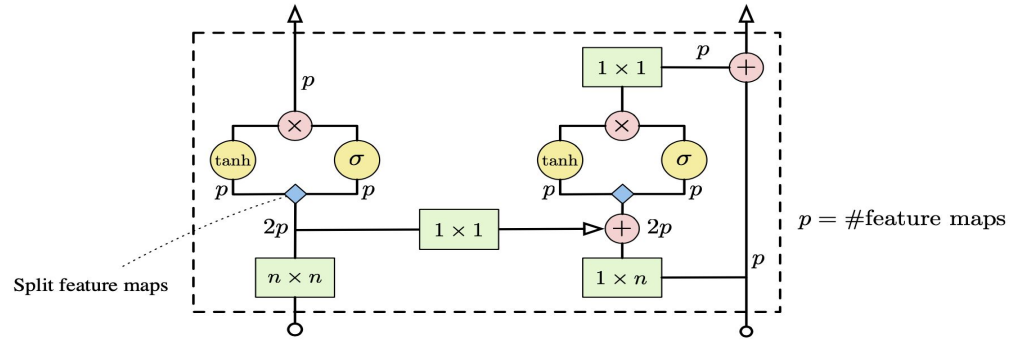 p
p
1 × 1
+
×
×
tanh
σ
tanh
σ
p
p
p
p
2p
1 × 1
+
2p
p = #feature maps
p
n × n
1 × n
Split feature maps